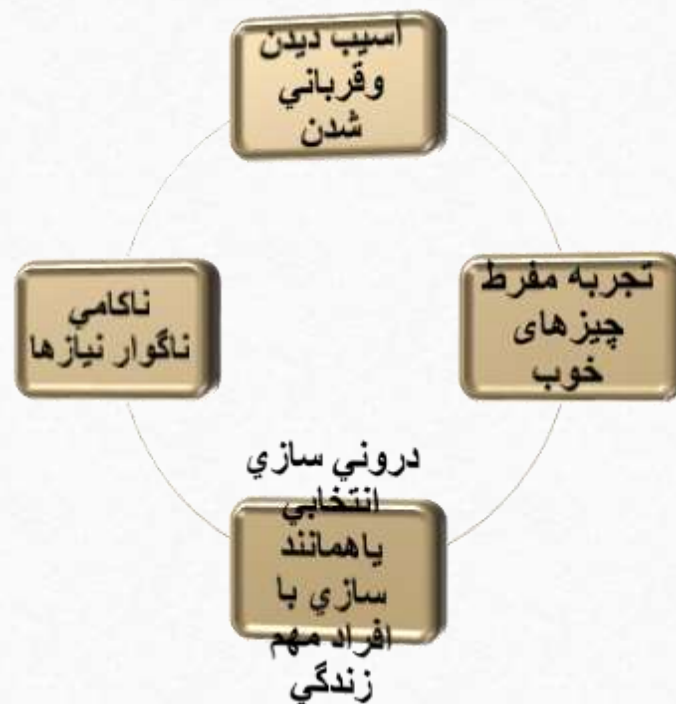 آسيب ديدن
وقرباني
شدن
تجربه مفرط
چیزهای
خوب
دروني سازي
انتخابي
ياهمانند
سازي با
افراد مهم
زندگي
ناكامي
ناگوار نيازها